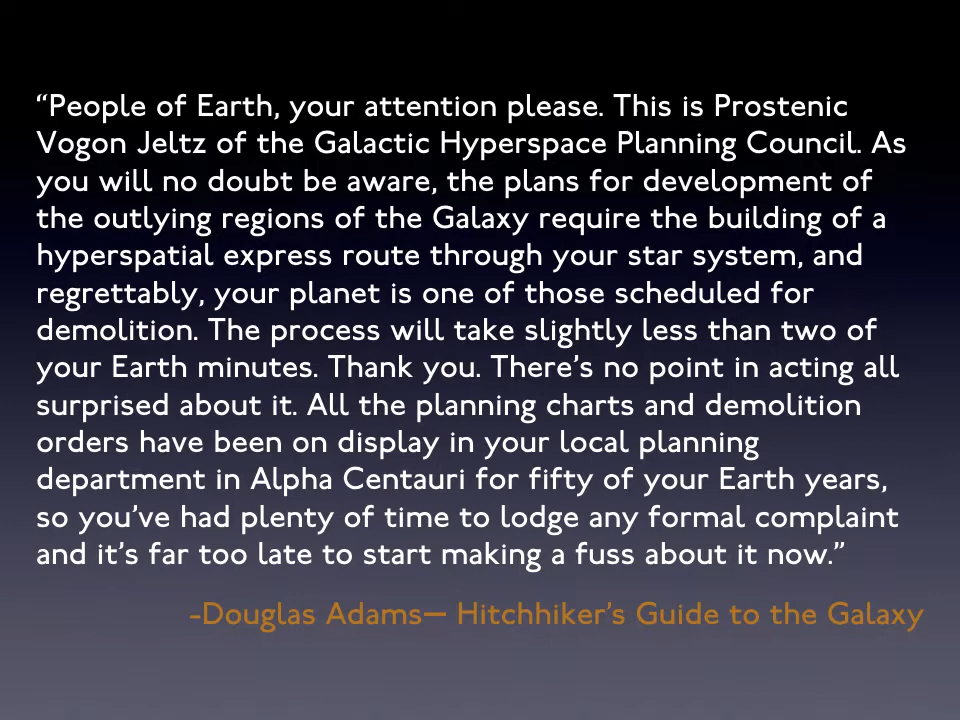 “People of Earth, your attention please. This is Prostenic
Vogon Jeltz of the Galactic Hyperspace Planning Council. As
you will no doubt be aware, the plans for development of
the outlying regions of the Galaxy require the building of a
hyperspatial express route through your star system, and
regrettably, your planet is one of those scheduled for
demolition. The process will take slightly less than two of
your Earth minutes. Thank you. There’s no point in acting all
surprised about it. All the planning charts and demolition
orders have been on display in your local planning
department in Alpha Centauri for fifty of your Earth years,
so you’ve had plenty of time to lodge any formal complaint
and it’s far too late to start making a fuss about it now.”
-Douglas Adams— Hitchhiker’s Guide to the Galaxy